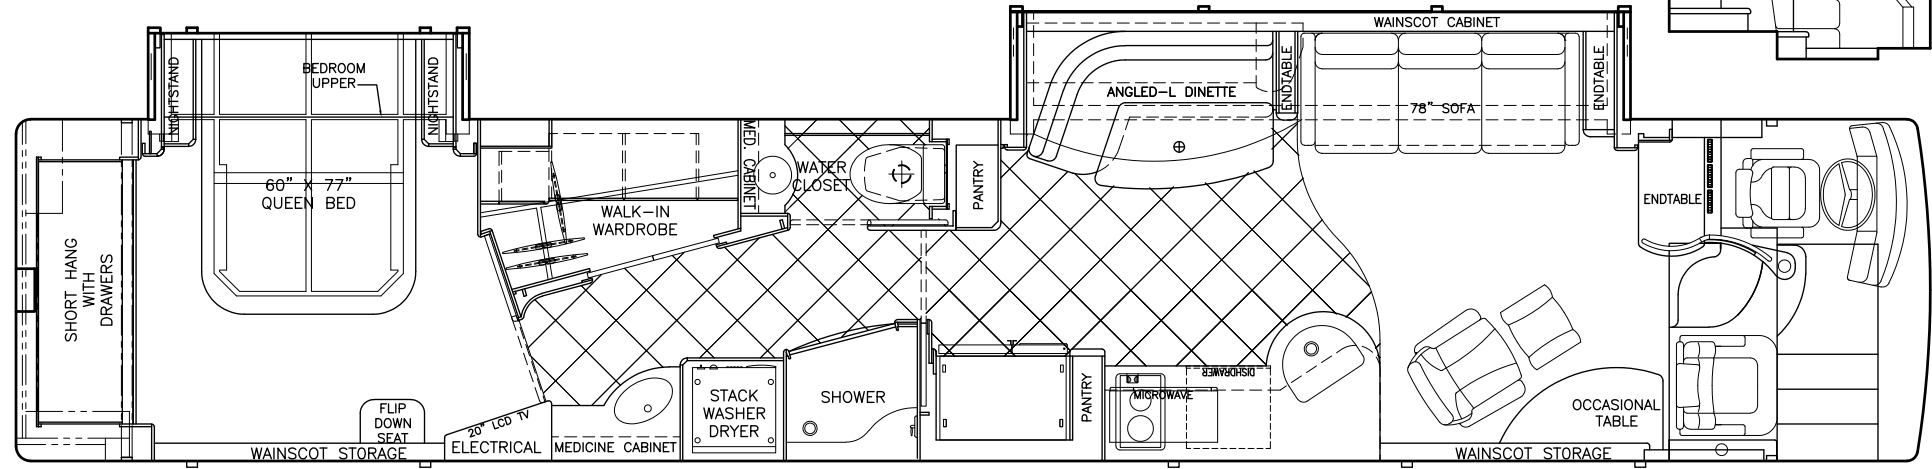 WAINSCOT CABINET
NIGHTSTAND
BEDROOM
UPPER
NIGHTSTAND
ENDTABLE
ENDTABLE
ANGLED-L DINETTE
78" SOFA
MED. CABINET
WATER
CLOSET
PANTRY
60" X 77"
QUEEN BED
WALK-IN
WARDROBE
ENDTABLE
SHORT HANG
WITH
DRAWERS
DISHDRAWER
MICROWAVE
STACK
WASHER
DRYER
SHOWER
PANTRY
FLIP
DOWN
SEAT
20" LCD TV
OCCASIONAL
TABLE
WAINSCOT STORAGE
ELECTRICAL
MEDICINE CABINET
WAINSCOT STORAGE